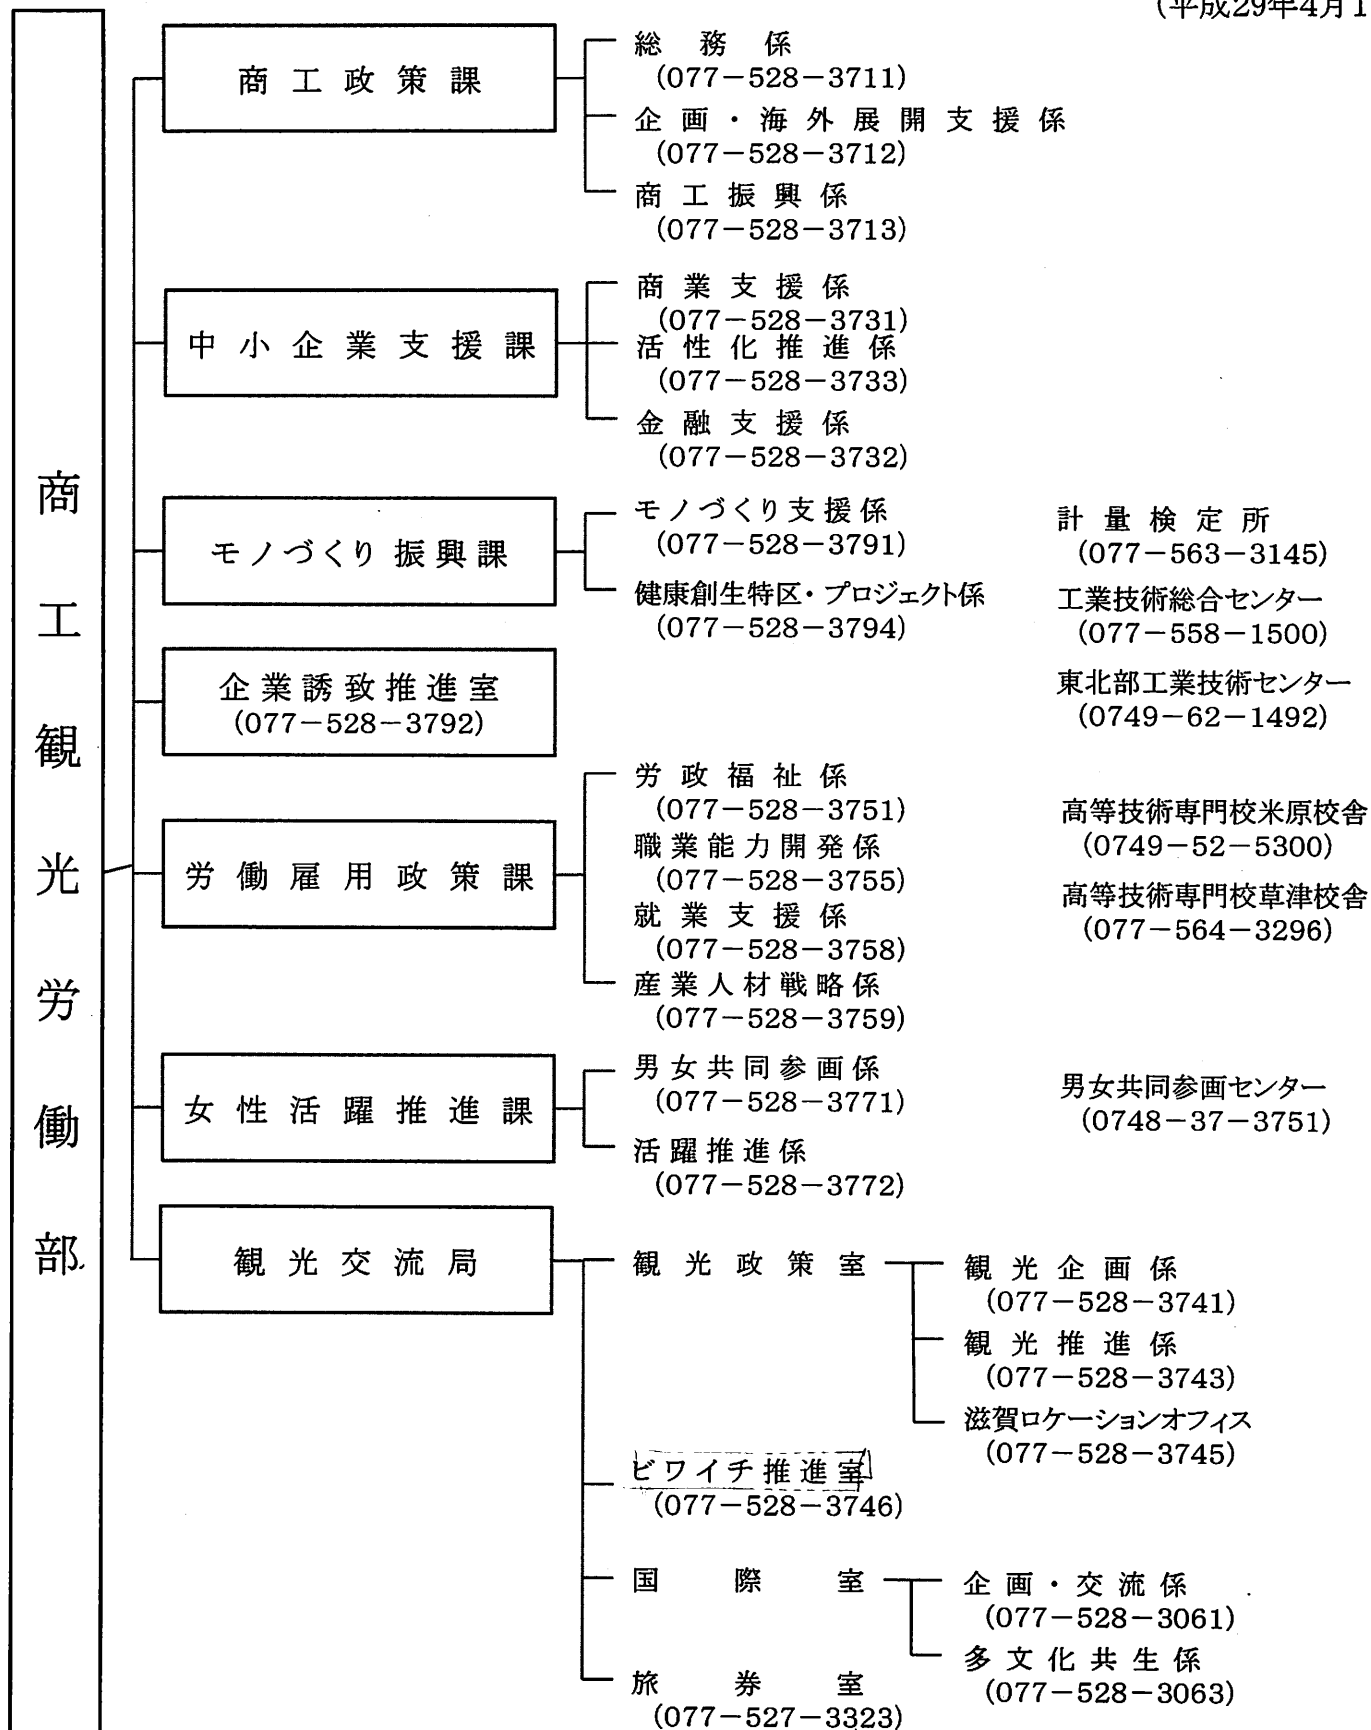 (平成29年4月1
商工観光労働部
商工政策課
総務係
(077-528-3711)
企画・海外展開支援係
(077-528-3712)
商工振興係
(077-528-3713)
中小企業支援課
商業支援係
(077-528-3731)
活性化推進係
(077-528-3733)
金融支援係
(077-528-3732)
モノづくり振興課
モノづくり支援係
(077-528-3791)
健康創生特区・プロジェクト係
(077-528-3794)
計量検定所
(077-563-3145)
工業技術総合センター
(077-558-1500)
東北部工業技術センター
(0749-62-1492)
企業誘致推進室
(077-528-3792)
労働雇用政策課
労政福祉係
(077-528-3751)
職業能力開発係
(077-528-3755)
就業支援係
(077-528-3758)
産業人材戦略係
(077-528-3759)
高等技術専門校米原校舎
(0749-52-5300)
高等技術専門校草津校舎
(077-564-3296)
女性活躍推進課
男女共同参画係
(077-528-3771)
活躍推進係
(077-528-3772)
男女共同参画センター
(0748-37-3751)
観光交流局
観光政策室
観光企画係
(077-528-3741)
観光推進係
(077-528-3743)
滋賀ロケーションオフィス
(077-528-3745)
ビワイチ推進室
(077-528-3746)
国際室
企画・交流係
(077-528-3061)
多文化共生係
(077-528-3063)
旅券室
(077-527-3323)